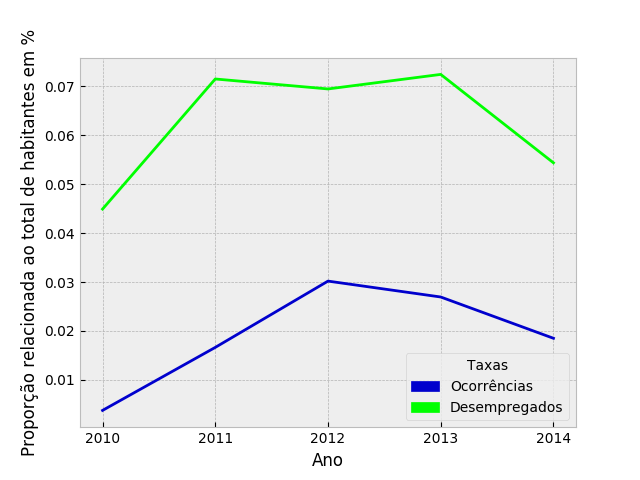 Proporção relacionada ao total de habitantes em %
0.07
0.06
0.05
0.04
0.03
0.02
0.01
Taxas
Ocorrências
Desempregados
2010 2011 2012 2013 2014
Ano